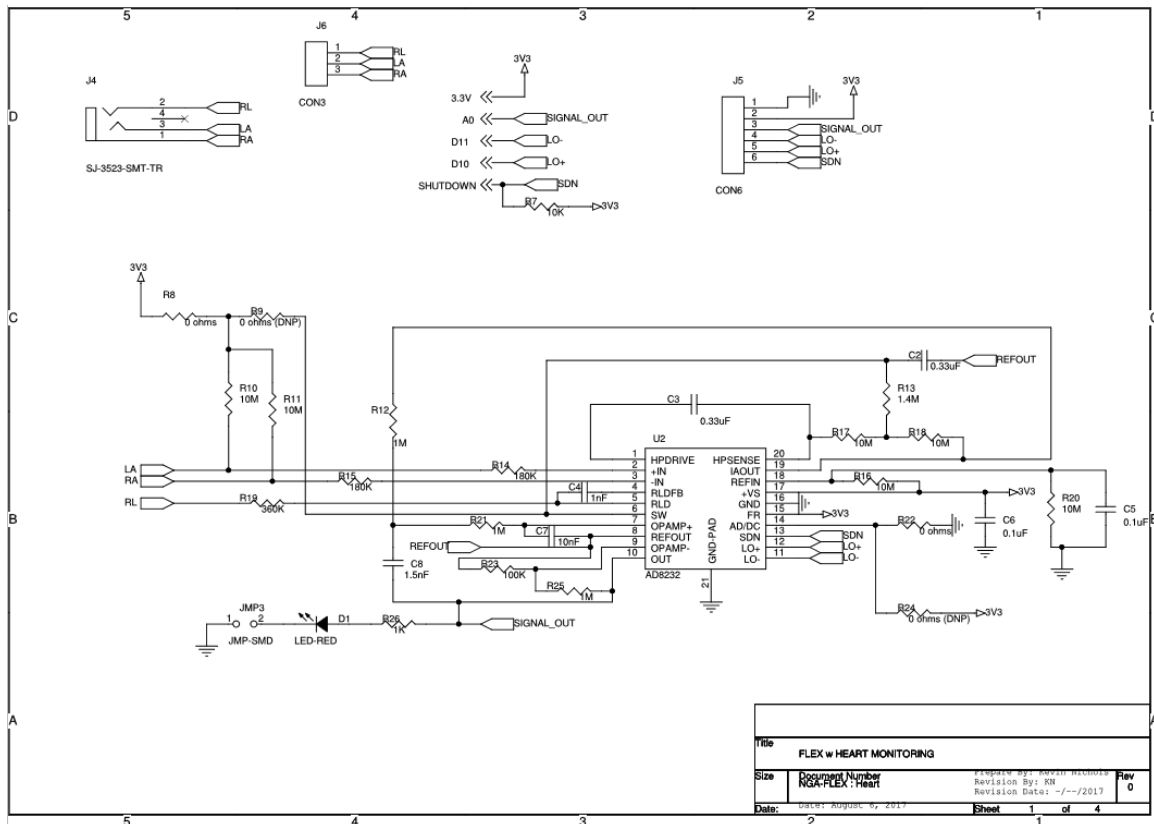 5 4 3 2 1
D
D
C
C
B
B
A
A
J6
1 RL
2 LA
3 RA
CON3
J4
2 RL
4
3 LA
1 RA
SJ-3523-SMT-TR
3V3
3.3V
A0 SIGNAL_OUT
D11 LO-
D10 LO+
SHUTDOWN SDN
R7
10K
3V3
J5
3V3
1
2
3 SIGNAL_OUT
4 LO-
5 LO+
6 SDN
CON6
3V3
R8
0 ohms
R9
0 ohms (DNP)
R10
10M
R11
10M
R12
1M
C3
0.33uF
C2
0.33uF
REFOUT
R13
1.4M
R17
10M
R18
10M
LA
RA
RL
R14
180K
R15
180K
R19
360K
C4
1nF
R21
1M
C7
10nF
REFOUT
R23
100K
R25
1M
C8
1.5nF
U2
1 HPDRIVE HPSENSE 20
2 +IN IAOUT 19
3 -IN REFIN 18
4 RLDFB +VS 17
5 RLD GND 16
6 SW FR 15
7 OPAMP+ AD/DC 14
8 REFOUT SDN 13
9 OPAMP- LO+ 12
10 OUT LO- 11
GND-PAD
21
AD8232
R16
10M
3V3
3V3
R20
10M
C5
0.1uF
C6
0.1uF
R22
0 ohms
SDN
LO+
LO-
R24
0 ohms (DNP)
3V3
JMP3
1 2
JMP-SMD
LED-RED
D1
R26
1K
SIGNAL_OUT
Title
FLEX w HEART MONITORING
Size
Document Number
NGA-FLEX : Heart
Prepare By: Kevin Nichols
Revision By: KN
Revision Date: -/--/2017
Rev
0
Date: Date: August 6, 2017
Sheet 1 of 4
5 4 3 2 1